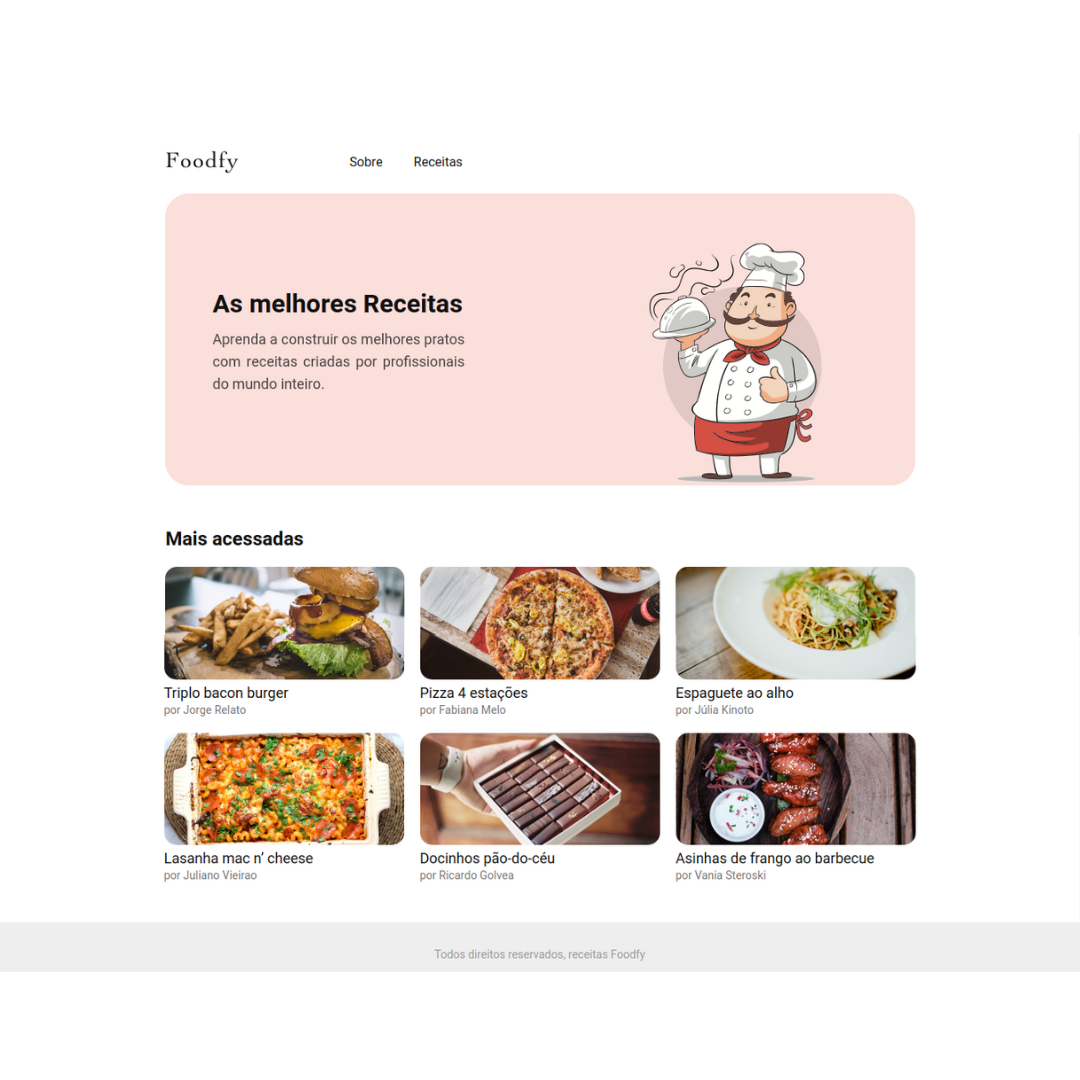 Foodfy
Sobre
Receitas
As melhores Receitas
Aprenda a construir os melhores pratos
com receitas criadas por profissionais
do mundo inteiro.
Mais acessadas
Triplo bacon burger
por Jorge Relato
Pizza 4 estações
por Fabiana Melo
Espaguete ao alho
por Júlia Kinoto
Lasanha mac n’ cheese
por Juliano Vieirao
Docinhos pão-do-céu
por Ricardo Golvea
Asinhas de frango ao barbecue
por Vania Steroski
Todos direitos reservados, receitas Foodfy